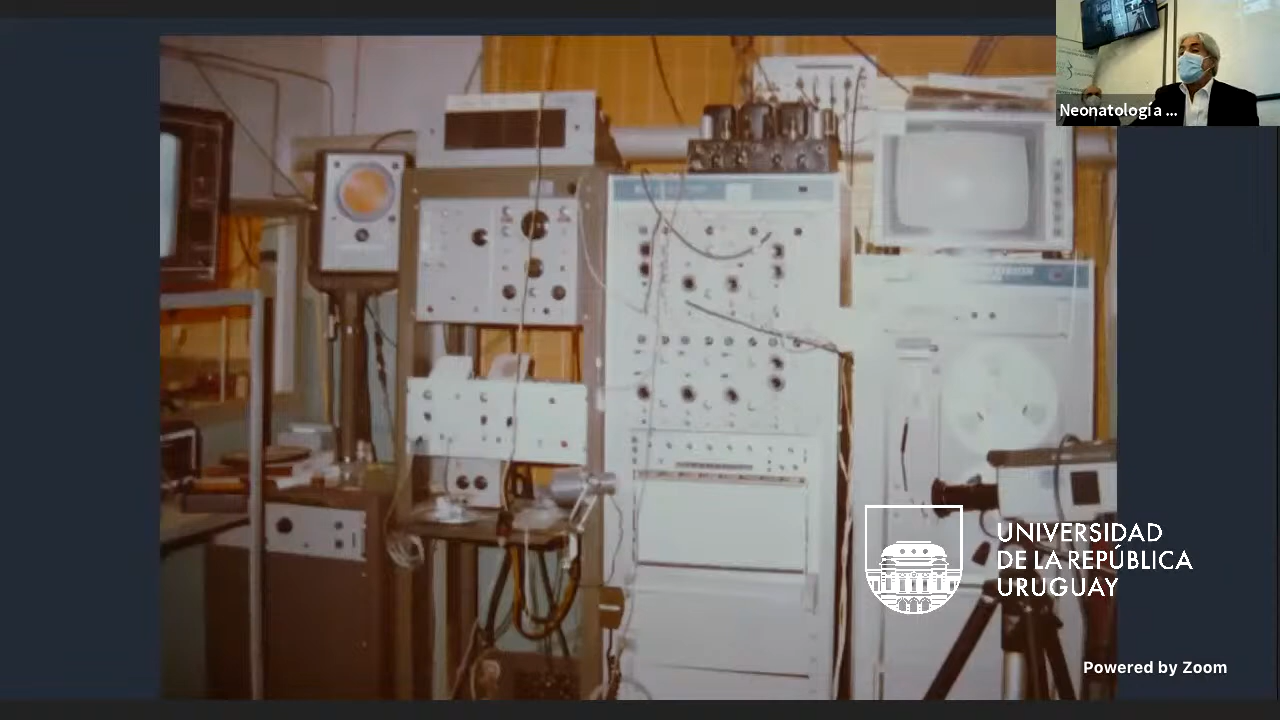 Neonatología ...
UNIVERSIDAD
DE LA REPÚBLICA
URUGUAY
Powered by Zoom